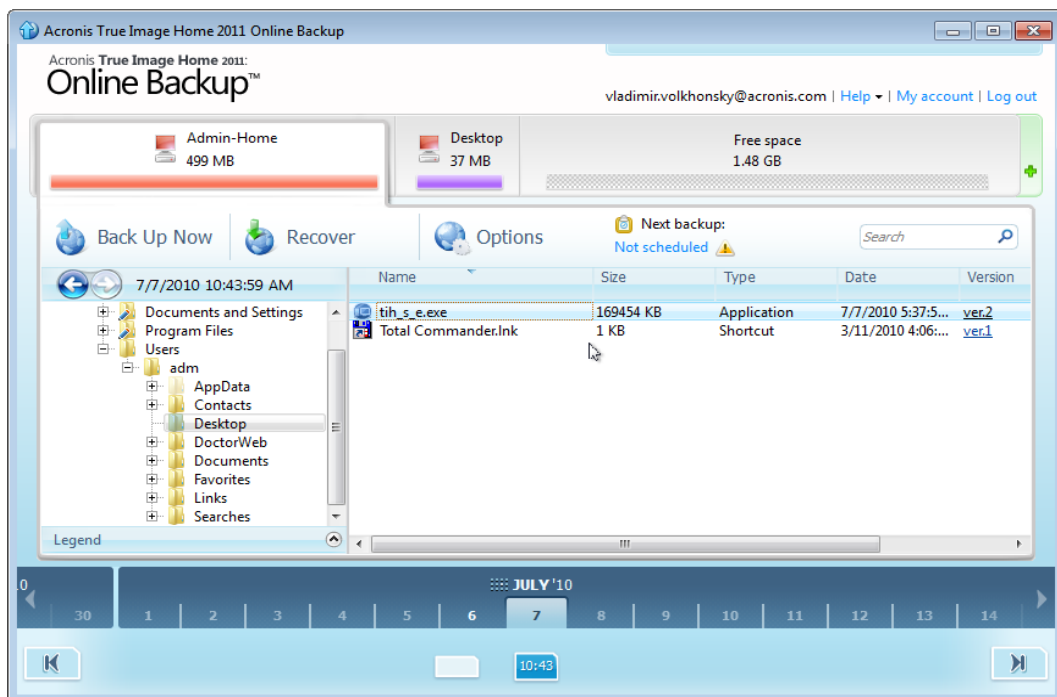 Acronis True Image Home 2011 Online Backup
Acronis True Image Home 2011:
Online Backup™
vladimir.volkhonsky@acronis.com | Help | My account | Log out
Admin-Home
499 MB
Desktop
37 MB
Free space
1.48 GB
Back Up Now
Recover
Options
Next backup:
Not scheduled
Search
7/7/2010 10:43:59 AM
Name Size Type Date Version
tih_s_e.exe 169454 KB Application 7/7/2010 5:37:5... ver.2
Total Commander.lnk 1 KB Shortcut 3/11/2010 4:06:... ver.1
Documents and Settings
Program Files
Users
adm
AppData
Contacts
Desktop
DoctorWeb
Documents
Favorites
Links
Searches
Legend
.0 JULY '10
30 1 2 3 4 5 6 7 8 9 10 11 12 13 14
10:43